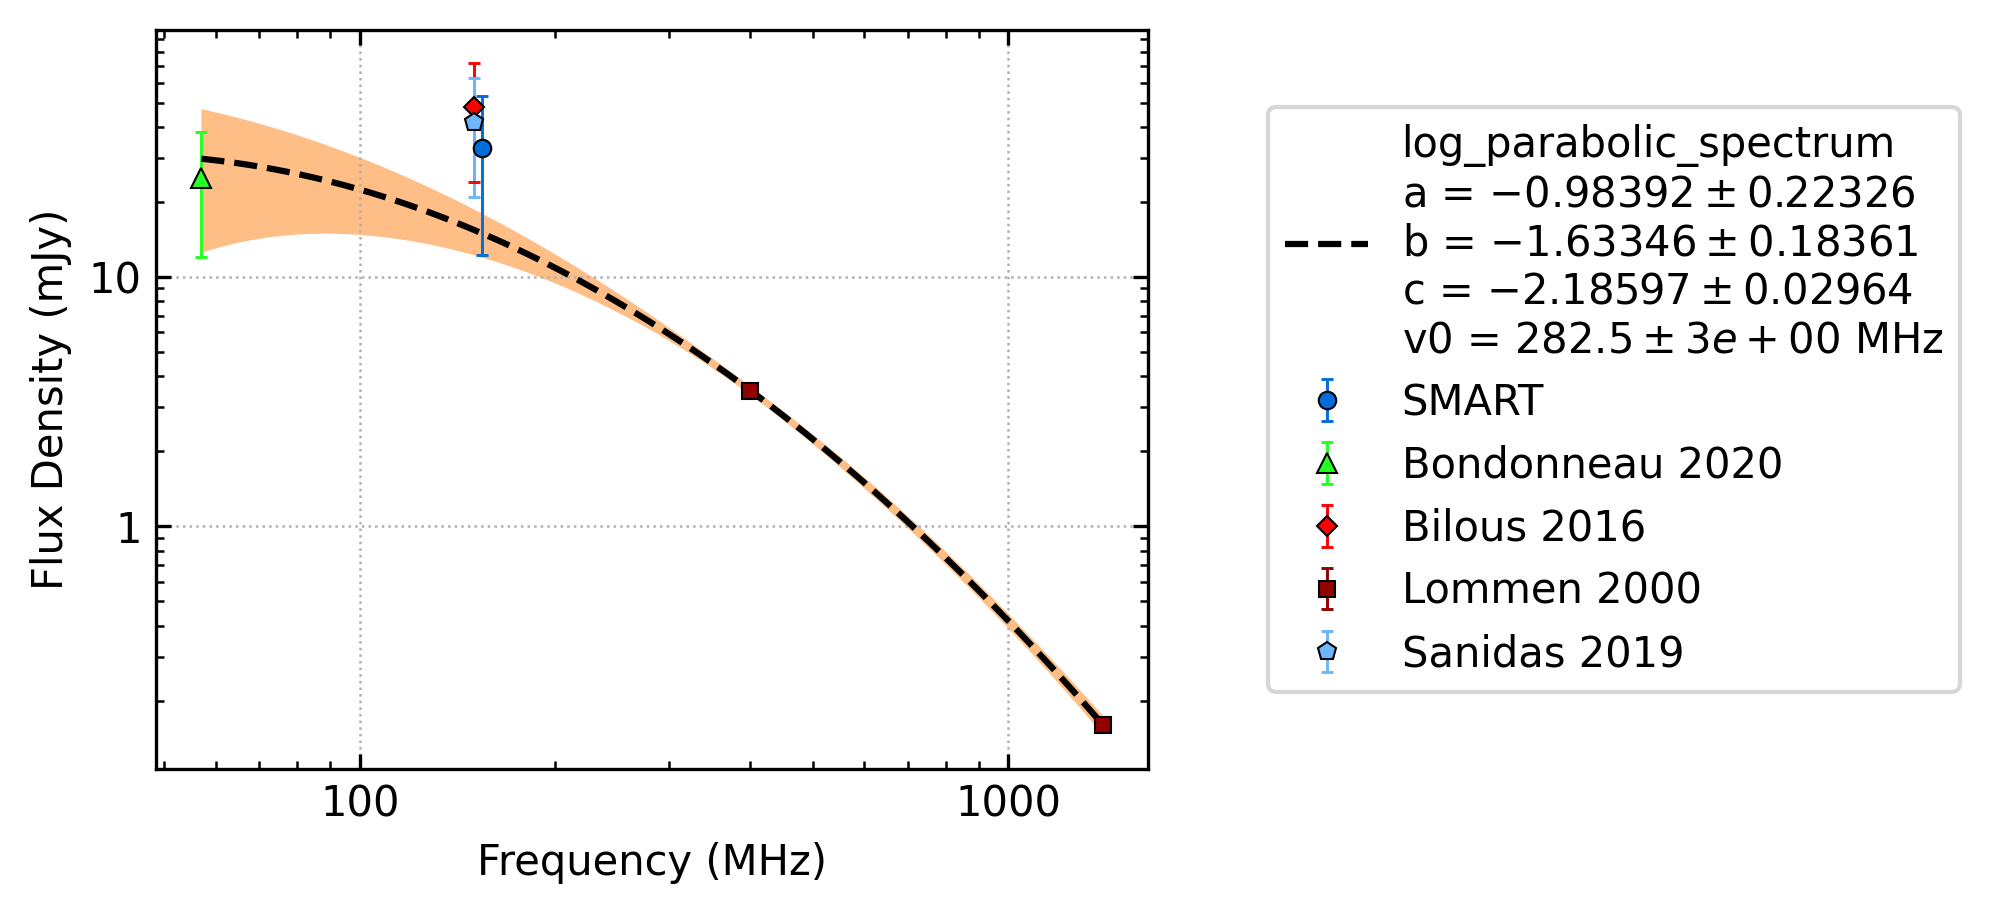 Flux Density (mJy)
10
1
100
1000
Frequency (MHz)
log_parabolic_spectrum
a = −0.98392 ± 0.22326
b = −1.63346 ± 0.18361
c = −2.18597 ± 0.02964
v0 = 282.5 ± 3e + 00 MHz
SMART
Bondonneau 2020
Bilous 2016
Lommen 2000
Sanidas 2019